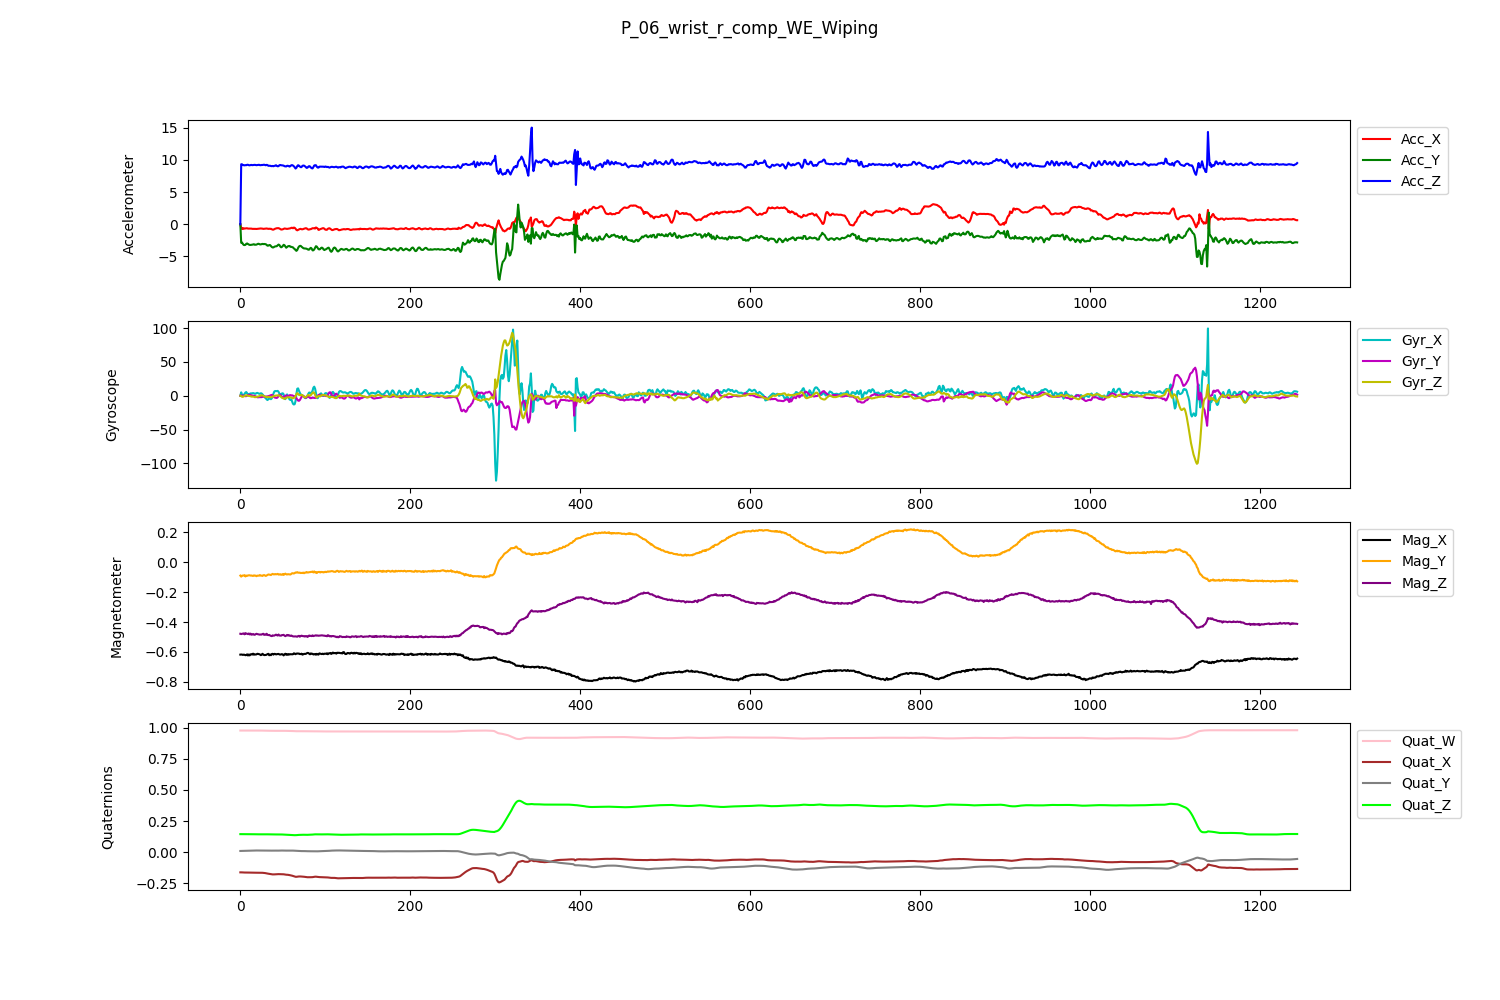 P_06_wrist_r_comp_WE_Wiping
15
10
5
0
−5
Accelerometer
0 200 400 600 800 1000 1200
Acc_X
Acc_Y
Acc_Z
100
50
0
−50
−100
Gyroscope
0 200 400 600 800 1000 1200
Gyr_X
Gyr_Y
Gyr_Z
0.2
0.0
−0.2
−0.4
−0.6
−0.8
Magnetometer
0 200 400 600 800 1000 1200
Mag_X
Mag_Y
Mag_Z
1.00
0.75
0.50
0.25
0.00
−0.25
Quaternions
0 200 400 600 800 1000 1200
Quat_W
Quat_X
Quat_Y
Quat_Z